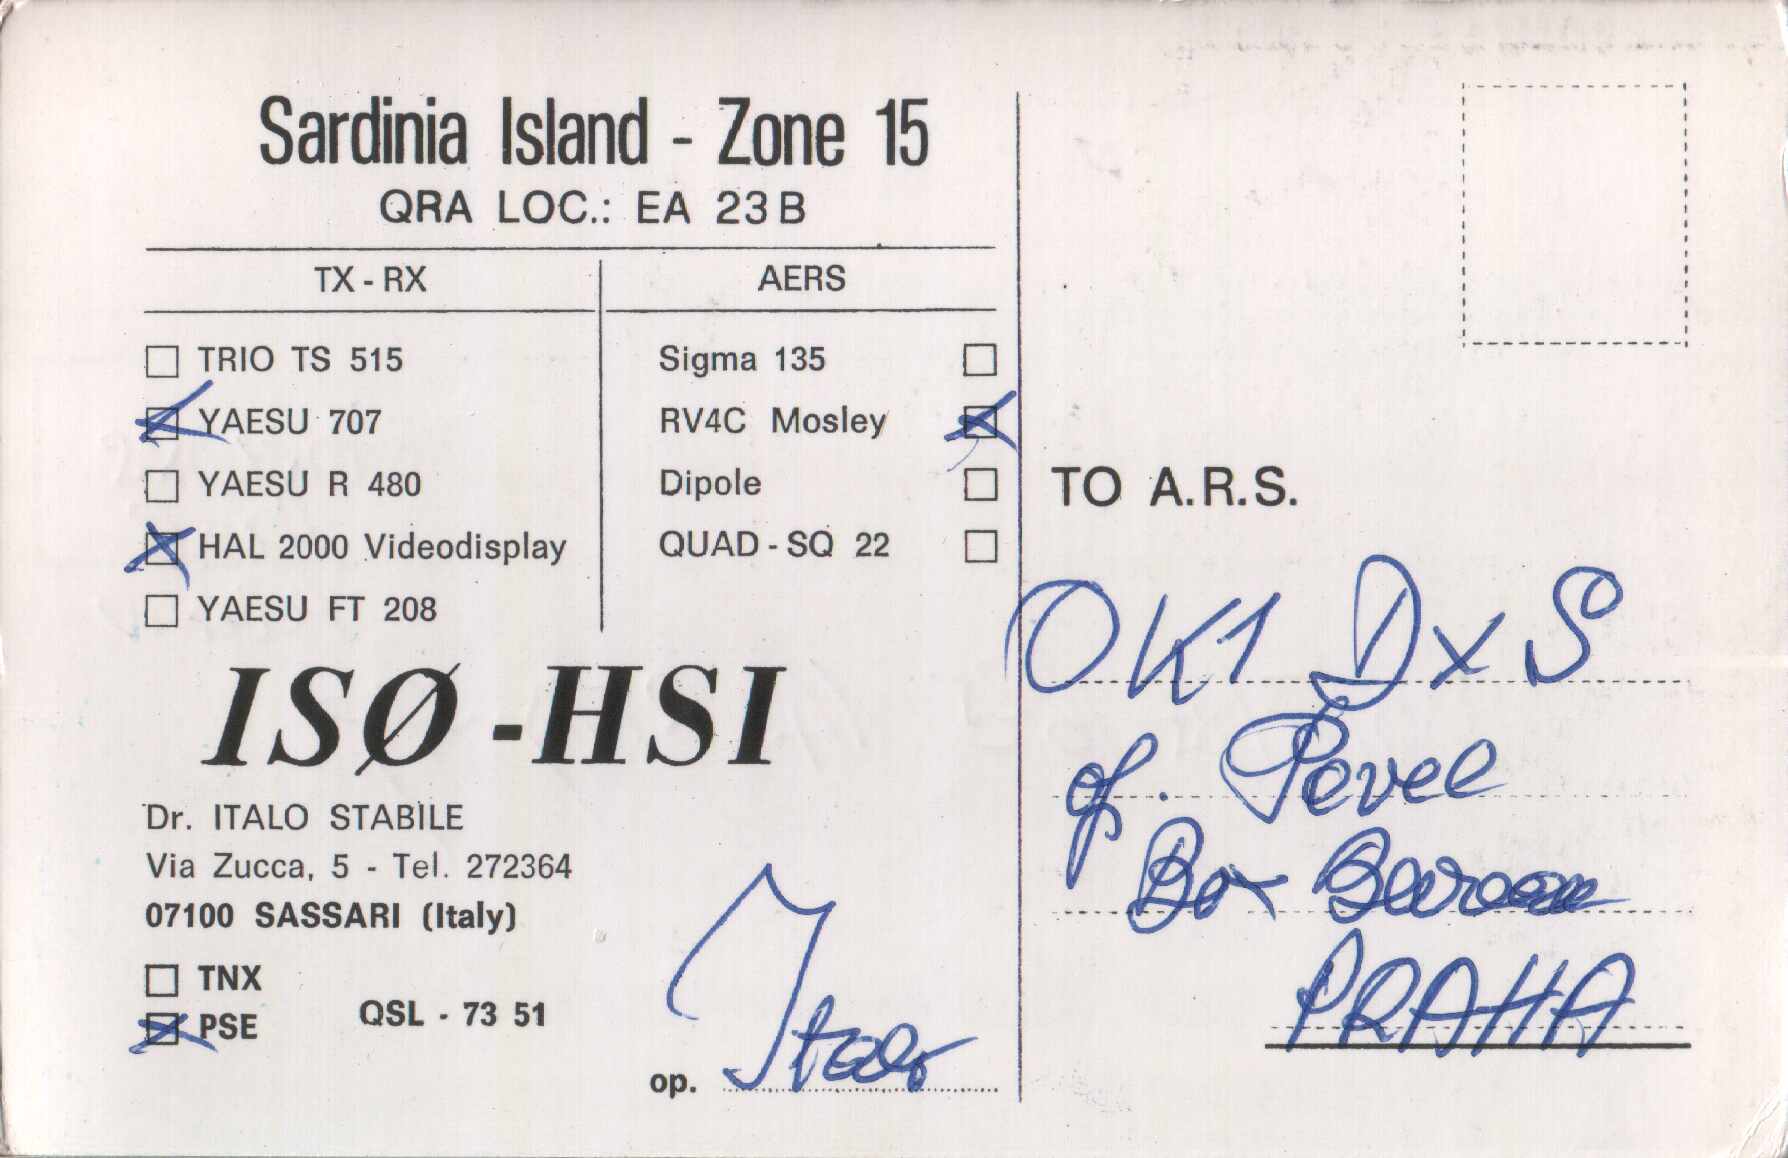 Sardinia Island - Zone 15
QRA LOC.: EA 23 B
TX - RX
AERS
TRIO TS 515
Sigma 135
YAESU 707
RV4C Mosley
YAESU R 480
Dipole
HAL 2000 Videodisplay
QUAD - SQ 22
YAESU FT 208
ISØ - HSI
Dr. ITALO STABILE
Via Zucca, 5 - Tel. 272364
07100 SASSARI (Italy)
TNX
PSE
QSL - 73 51
op. Italo
TO A.R.S.
OK1 DxS
op. Pavel
Box
PRAHA